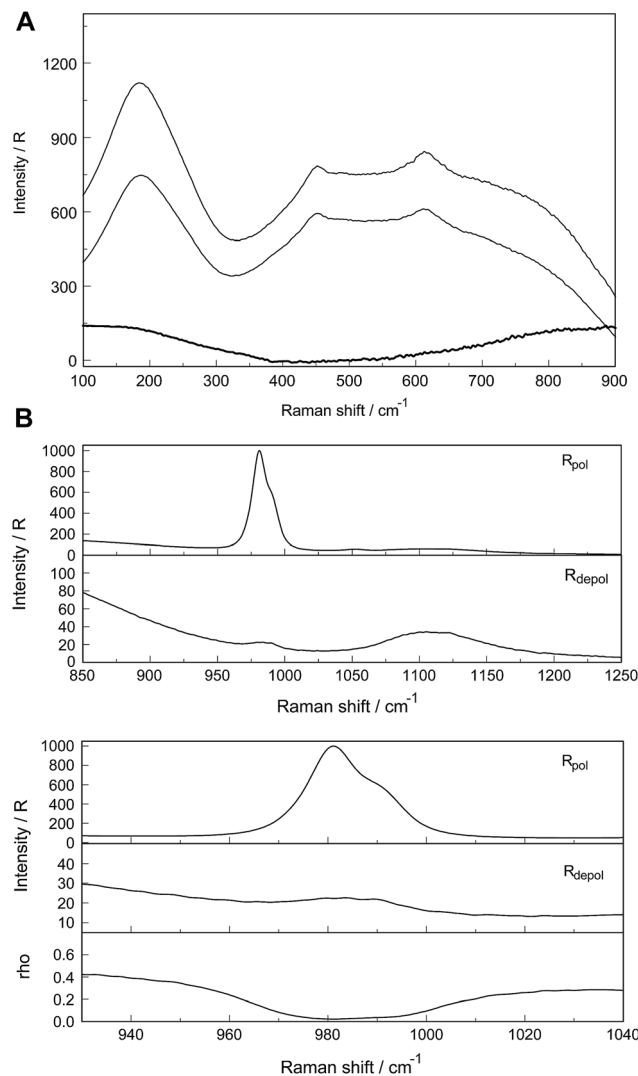 A
Intensity / R
1200
900
600
300
0
100 200 300 400 500 600 700 800 900
Raman shift / cm-1
B
Intensity / R
1000
800
600
400
200
0
Rpol
100
80
60
40
20
0
Rdepol
850 900 950 1000 1050 1100 1150 1200 1250
Raman shift / cm-1
Intensity / R
1000
800
600
400
200
0
Rpol
40
30
20
10
Rdepol
rho
0.6
0.4
0.2
0.0
940 960 980 1000 1020 1040
Raman shift / cm-1